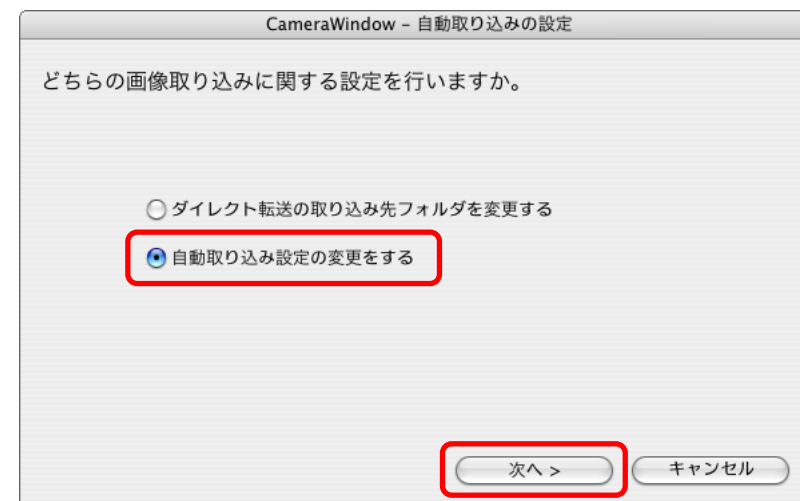 CameraWindow – 自動取り込みの設定
どちらの画像取り込みに関する設定を行いますか。
ダイレクト転送の取り込み先フォルダを変更する
自動取り込み設定の変更をする
次へ > キャンセル